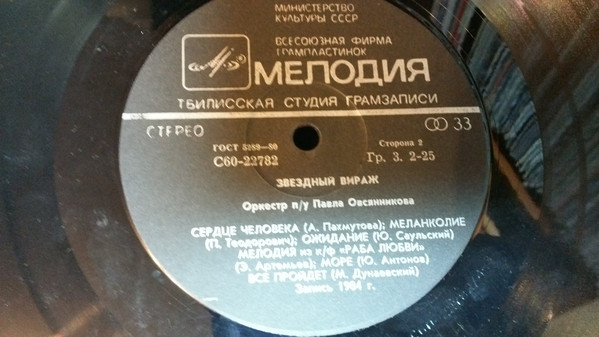 МИНИСТЕРСТВО
КУЛЬТУРЫ СССР
ВСЕСОЮЗНАЯ ФИРМА
ГРАМПЛАСТИНОК
МЕЛОДИЯ
ТБИЛИССКАЯ СТУДИЯ ГРАМЗАПИСИ
СТЕРЕО
33
ГОСТ 5289—80
Сторона 2
С60-22782
Гр. 3. 2-25
ЗВЕЗДНЫЙ ВИРАЖ
Оркестр п/у Павла Овсянникова
СЕРДЦЕ ЧЕЛОВЕКА (А. Пахмутова); МЕЛАНКОЛИЕ
(П. Теодорович); ОЖИДАНИЕ (Ю. Саульский)
МЕЛОДИЯ из к/ф «РАБА ЛЮБВИ»
(Э. Артемьев); МОРЕ (Ю. Антонов)
ВСЕ ПРОЙДЕТ (М. Дунаевский)
Запись 1984 г.